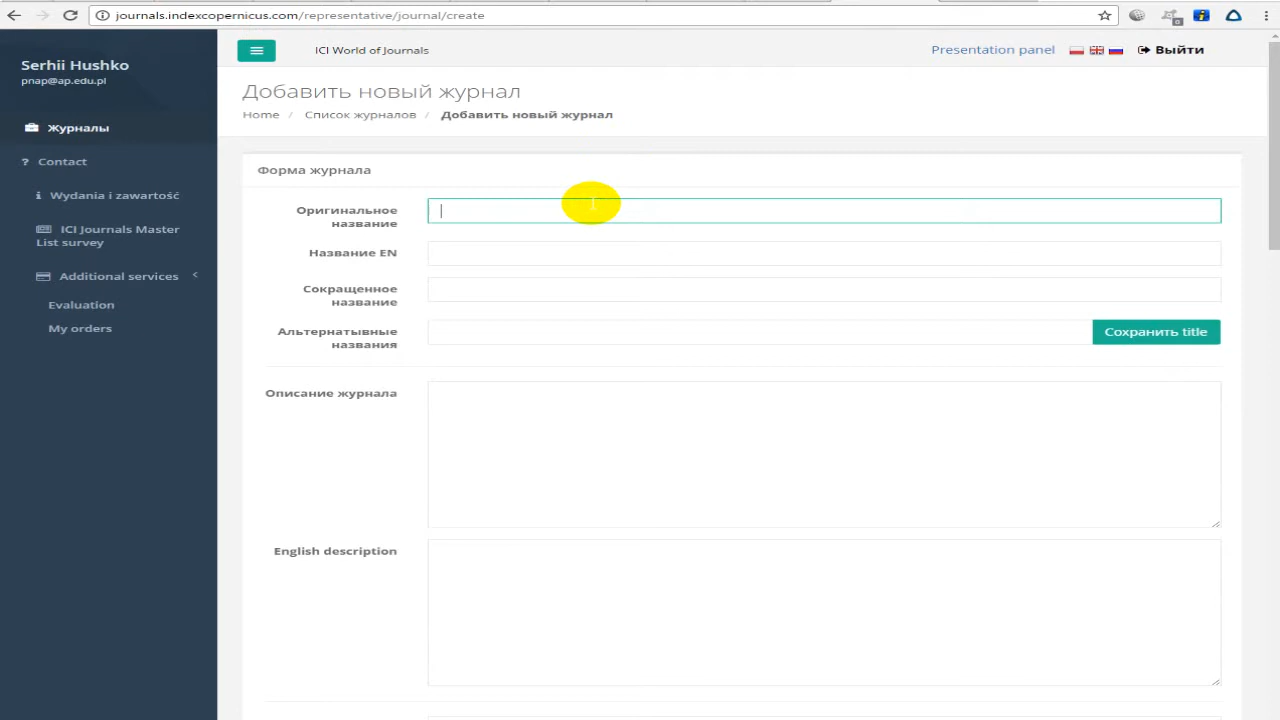 journals.indexcopernicus.com/representative/journal/create
Serhii Hushko
pnap@ap.edu.pl
Журналы
? Contact
Wydania i zawartość
ICI Journals Master
List survey
Additional services
Evaluation
My orders
ICI World of Journals
Presentation panel
Выйти
Добавить новый журнал
Home / Список журналов / Добавить новый журнал
Форма журнала
Оригинальное
название
Название EN
Сокращенное
название
Альтернатывные
названия
Сохранить title
Описание журнала
English description